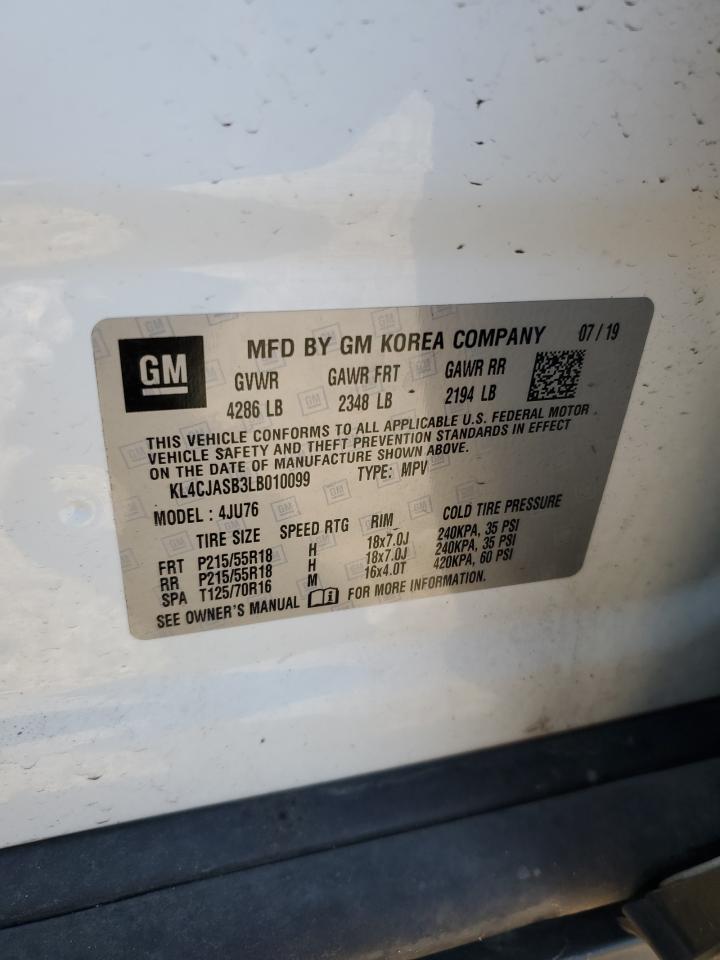 GM
MFD BY GM KOREA COMPANY 07/19
GVWR GAWR FRT GAWR RR
4286 LB 2348 LB 2194 LB
THIS VEHICLE CONFORMS TO ALL APPLICABLE U.S. FEDERAL MOTOR
VEHICLE SAFETY AND THEFT PREVENTION STANDARDS IN EFFECT
ON THE DATE OF MANUFACTURE SHOWN ABOVE.
KL4CJASB3LB010099 TYPE: MPV
MODEL : 4JU76
TIRE SIZE SPEED RTG RIM COLD TIRE PRESSURE
FRT P215/55R18 H 18x7.0J 240KPA, 35 PSI
RR P215/55R18 H 18x7.0J 240KPA, 35 PSI
SPA T125/70R16 M 16x4.0T 420KPA, 60 PSI
SEE OWNER'S MANUAL FOR MORE INFORMATION.